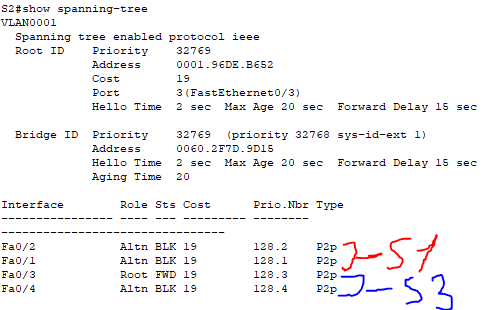 S2#show spanning-tree
VLAN0001
Spanning tree enabled protocol ieee
Root ID Priority 32769
Address 0001.96DE.B652
Cost 19
Port 3(FastEthernet0/3)
Hello Time 2 sec Max Age 20 sec Forward Delay 15 sec
Bridge ID Priority 32769 (priority 32768 sys-id-ext 1)
Address 0060.2F7D.9D15
Hello Time 2 sec Max Age 20 sec Forward Delay 15 sec
Aging Time 20
Interface Role Sts Cost Prio.Nbr Type
---------------- ---- --- --------- -------- --------------------------------
Fa0/2 Altn BLK 19 128.2 P2p
Fa0/1 Altn BLK 19 128.1 P2p
Fa0/3 Root FWD 19 128.3 P2p
Fa0/4 Altn BLK 19 128.4 P2p
S1
S3